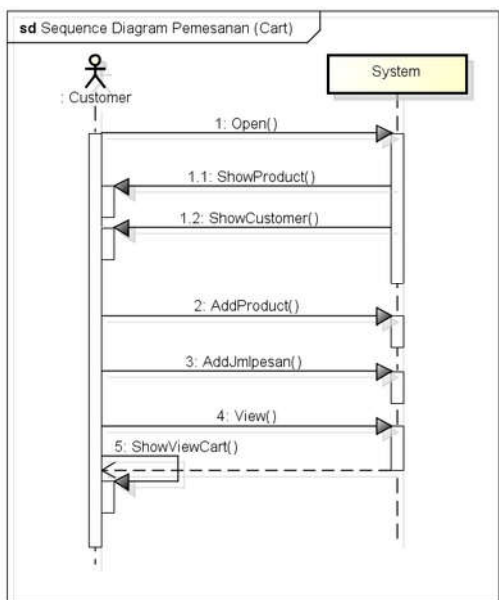 sd Sequence Diagram Pemesanan (Cart)
: Customer
System
1: Open()
1.1: ShowProduct()
1.2: ShowCustomer()
2: AddProduct()
3: AddJmlpesan()
4: View()
5: ShowViewCart()